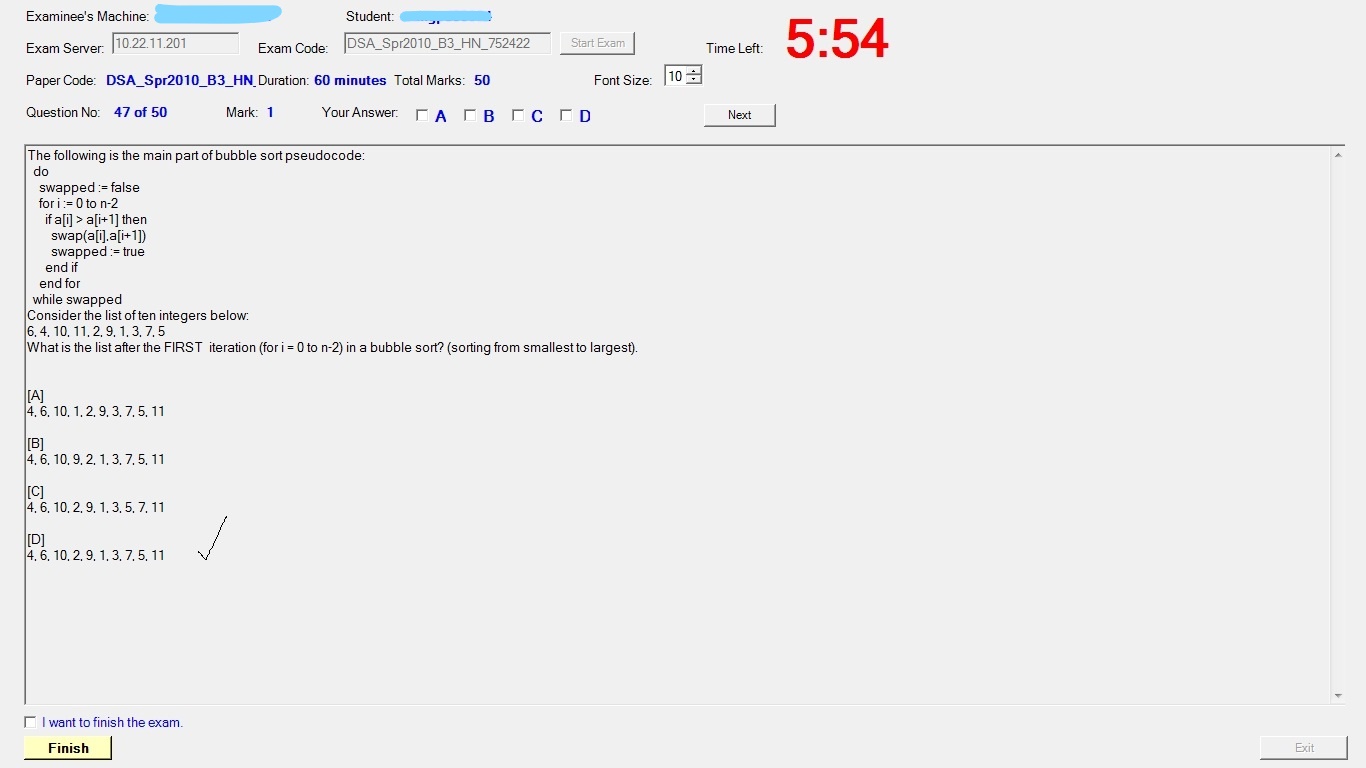 Examinee's Machine: Student:
Exam Server: 10.22.11.201 Exam Code: DSA_Spr2010_B3_HN_752422 Start Exam Time Left: 5:54
Paper Code: DSA_Spr2010_B3_HN_ Duration: 60 minutes Total Marks: 50 Font Size: 10
Question No: 47 of 50 Mark: 1 Your Answer: A B C D Next
The following is the main part of bubble sort pseudocode:
do
swapped := false
for i := 0 to n-2
if a[i] > a[i+1] then
swap(a[i],a[i+1])
swapped := true
end if
end for
while swapped
Consider the list of ten integers below:
6, 4, 10, 11, 2, 9, 1, 3, 7, 5
What is the list after the FIRST iteration (for i = 0 to n-2) in a bubble sort? (sorting from smallest to largest).
[A]
4, 6, 10, 1, 2, 9, 3, 7, 5, 11
[B]
4, 6, 10, 9, 2, 1, 3, 7, 5, 11
[C]
4, 6, 10, 2, 9, 1, 3, 5, 7, 11
[D]
4, 6, 10, 2, 9, 1, 3, 7, 5, 11
I want to finish the exam.
Finish Exit